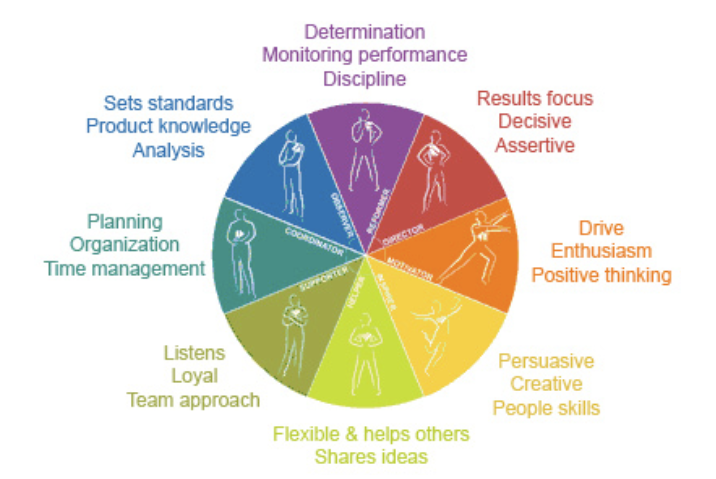 Determination
Monitoring performance
Discipline
Results focus
Decisive
Assertive
Drive
Enthusiasm
Positive thinking
Persuasive
Creative
People skills
Flexible & helps others
Shares ideas
Listens
Loyal
Team approach
Planning
Organization
Time management
Sets standards
Product knowledge
Analysis
REFORMER
DIRECTOR
MOTIVATOR
INSPIRER
HELPER
SUPPORTER
COORDINATOR
OBSERVER